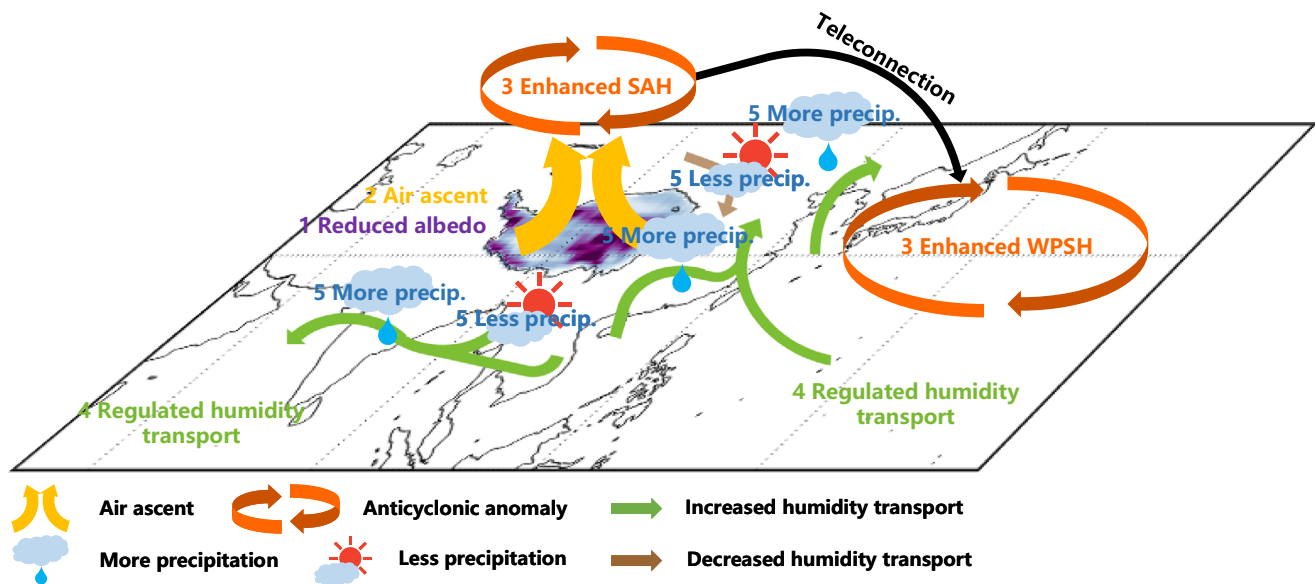 Teleconnection
3 Enhanced SAH
5 More precip.
5 Less precip.
2 Air ascent
1 Reduced albedo
5 More precip.
3 Enhanced WPSH
5 More precip.
5 Less precip.
4 Regulated humidity
transport
4 Regulated humidity
transport
Air ascent
Anticyclonic anomaly
Increased humidity transport
More precipitation
Less precipitation
Decreased humidity transport